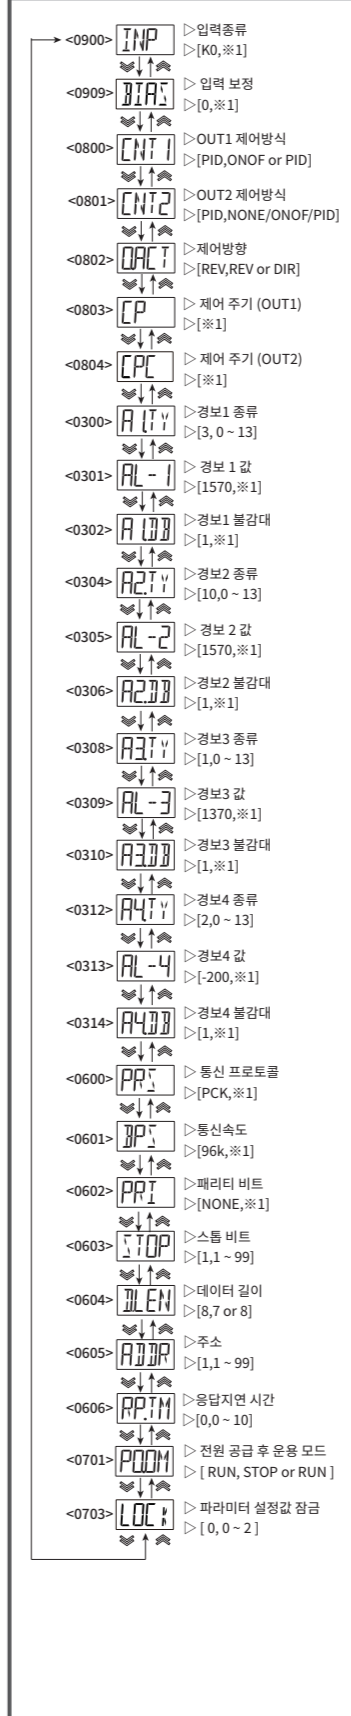 <0900> INP ▷입력종류
▷[K0,※1]
<0909> BIAS ▷ 입력 보정
▷[0,※1]
<0800> CNT1 ▷OUT1 제어방식
▷[PID,ONOF or PID]
<0801> CNT2 ▷OUT2 제어방식
▷[PID,NONE/ONOF/PID]
<0802> OACT ▷제어방향
▷[REV,REV or DIR]
<0803> CP ▷ 제어 주기 (OUT1)
▷[※1]
<0804> CPC ▷ 제어 주기 (OUT2)
▷[※1]
<0300> A1.TY ▷경보1 종류
▷[3, 0 ~ 13]
<0301> AL-1 ▷ 경보 1 값
▷[1570,※1]
<0302> A1.DB ▷경보1 불감대
▷[1,※1]
<0304> A2.TY ▷경보2 종류
▷[10,0 ~ 13]
<0305> AL-2 ▷ 경보 2 값
▷[1570,※1]
<0306> A2.DB ▷경보2 불감대
▷[1,※1]
<0308> A3.TY ▷경보3 종류
▷[1,0 ~ 13]
<0309> AL-3 ▷경보3 값
▷[1370,※1]
<0310> A3.DB ▷경보3 불감대
▷[1,※1]
<0312> A4.TY ▷경보4 종류
▷[2,0 ~ 13]
<0313> AL-4 ▷경보4 값
▷[-200,※1]
<0314> A4.DB ▷경보4 불감대
▷[1,※1]
<0600> PRS ▷ 통신 프로토콜
▷[PCK,※1]
<0601> BPS ▷통신속도
▷[96k,※1]
<0602> PRI ▷패리티 비트
▷[NONE,※1]
<0603> STOP ▷스톱 비트
▷[1,1 ~ 99]
<0604> DLEN ▷데이터 길이
▷[8,7 or 8]
<0605> ADDR ▷주소
▷[1,1 ~ 99]
<0606> RP.TM ▷응답지연 시간
▷[0,0 ~ 10]
<0701> PO.OM ▷ 전원 공급 후 운용 모드
▷ [ RUN, STOP or RUN ]
<0703> LOCK ▷ 파라미터 설정값 잠금
▷ [ 0, 0 ~ 2 ]